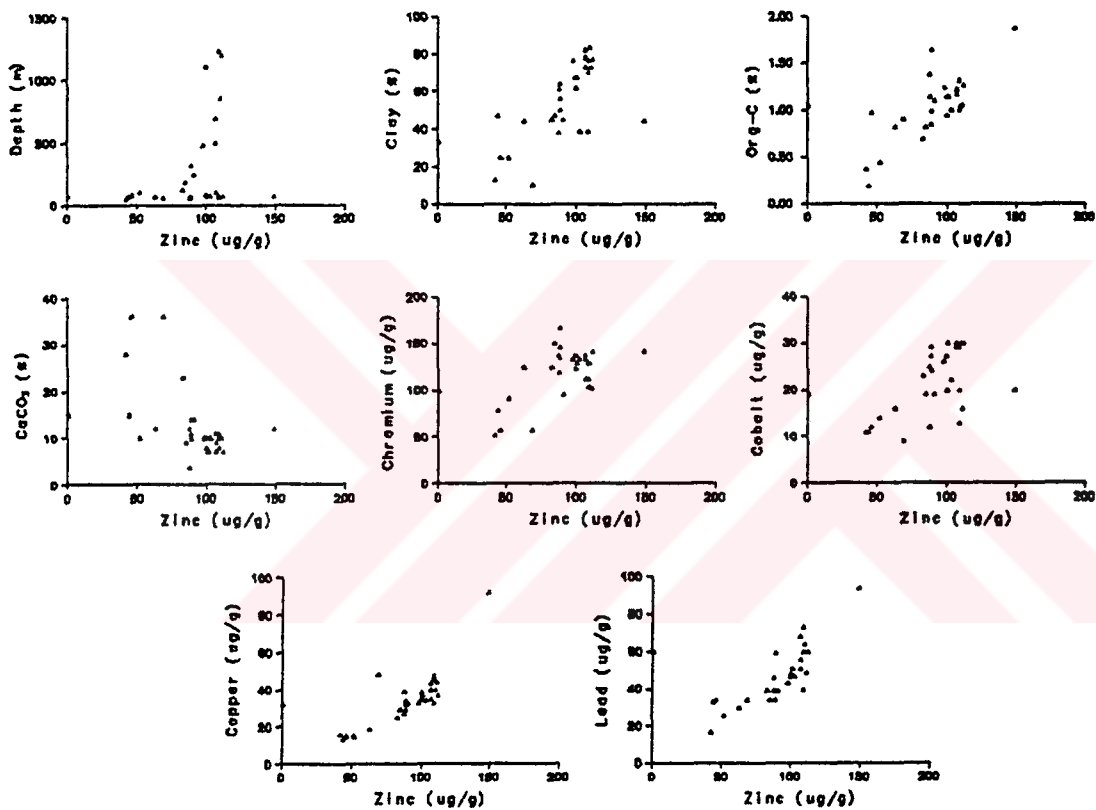 1500
1000
500
0
Depth (m)
0 50 100 150 200
Zinc (ug/g)
100
80
60
40
20
0
Clay (%)
0 50 100 150 200
Zinc (ug/g)
2.00
1.50
1.00
0.50
0.00
Org-C (%)
0 50 100 150 200
Zinc (ug/g)
40
30
20
10
0
CaCO₃ (%)
0 50 100 150 200
Zinc (ug/g)
200
150
100
50
0
Chromium (ug/g)
0 50 100 150 200
Zinc (ug/g)
40
30
20
10
0
Cobalt (ug/g)
0 50 100 150 200
Zinc (ug/g)
100
80
60
40
20
0
Copper (ug/g)
0 50 100 150 200
Zinc (ug/g)
100
80
60
40
20
0
Lead (ug/g)
0 50 100 150 200
Zinc (ug/g)